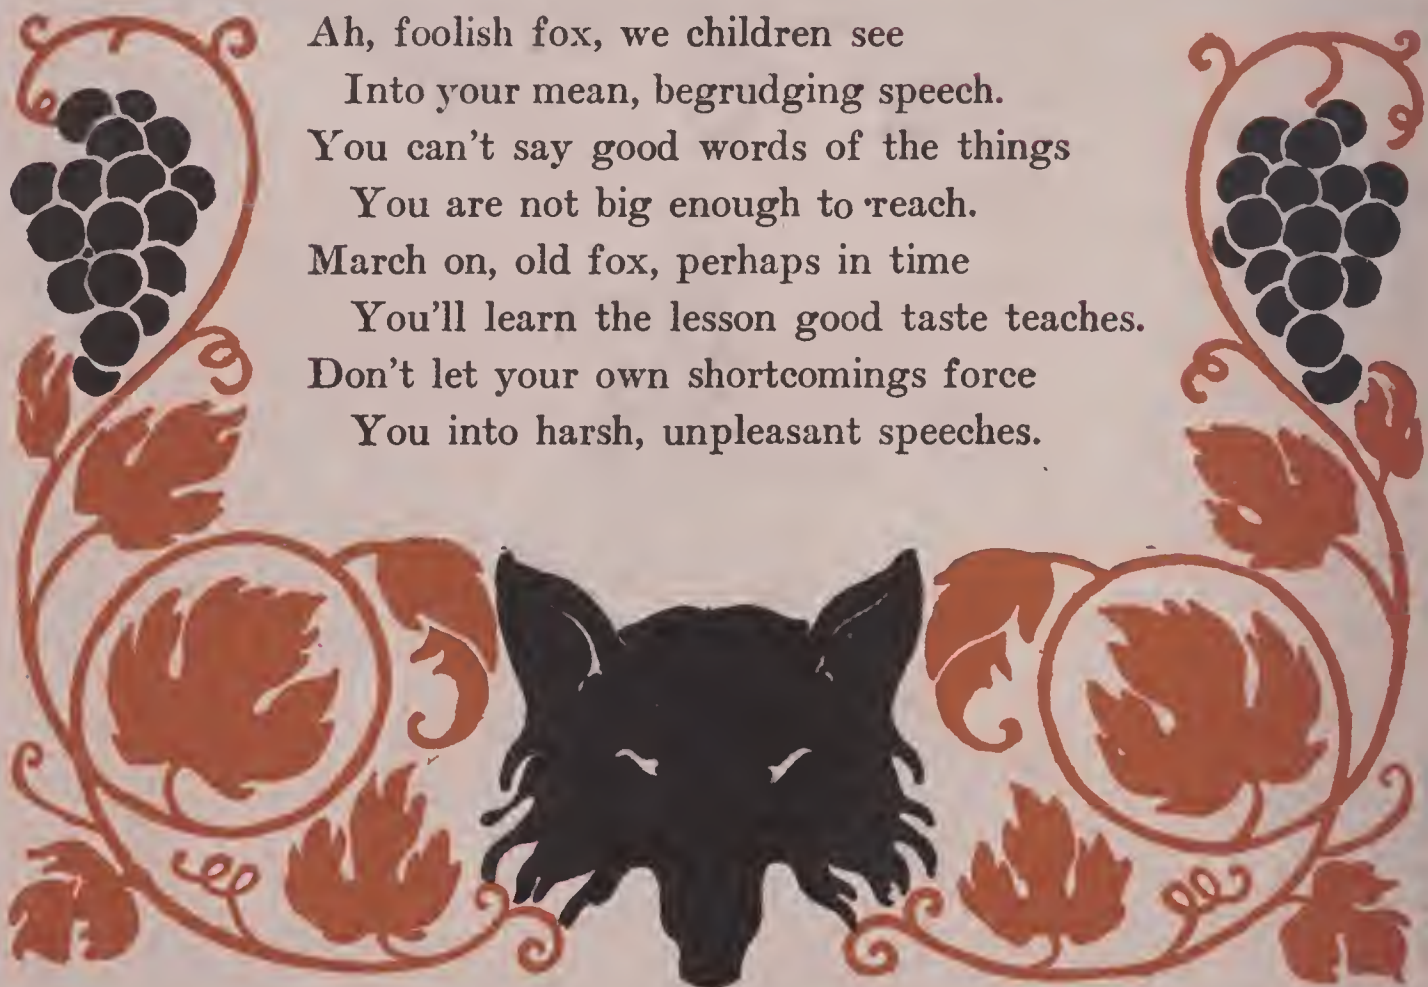 Ah, foolish fox, we children see
Into your mean, begrudging speech.
You can't say good words of the things
You are not big enough to reach.
March on, old fox, perhaps in time
You'll learn the lesson good taste teaches.
Don't let your own shortcomings force
You into harsh, unpleasant speeches.